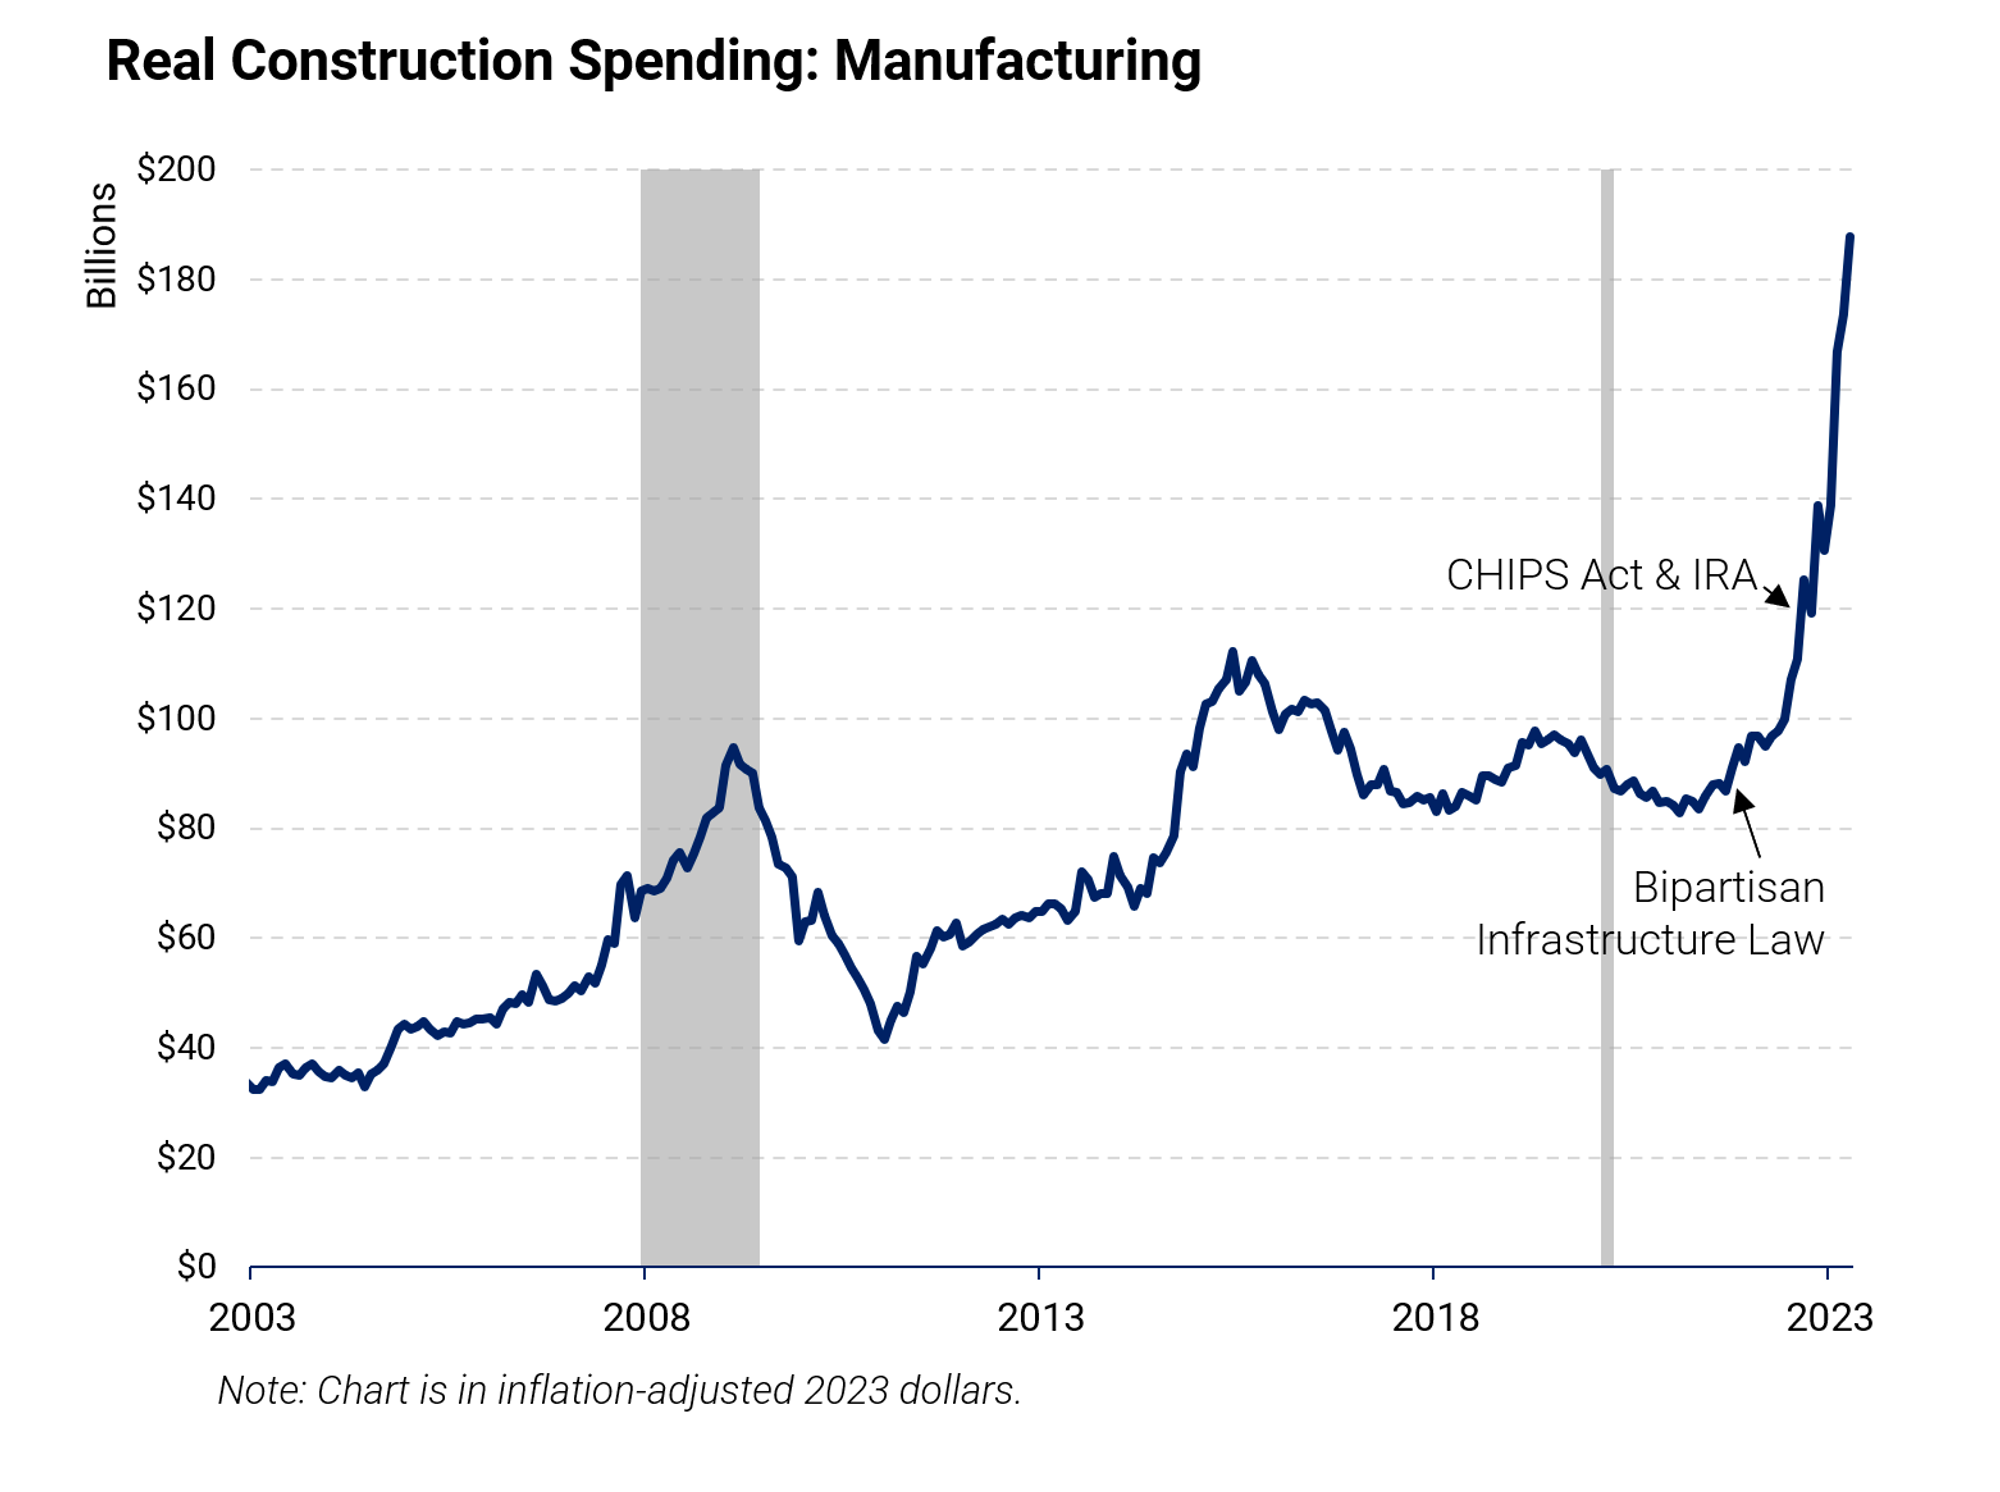 Real Construction Spending: Manufacturing
Billions
$200
$180
$160
$140
$120
$100
$80
$60
$40
$20
$0
CHIPS Act & IRA
Bipartisan
Infrastructure Law
2003
2008
2013
2018
2023
Note: Chart is in inflation-adjusted 2023 dollars.